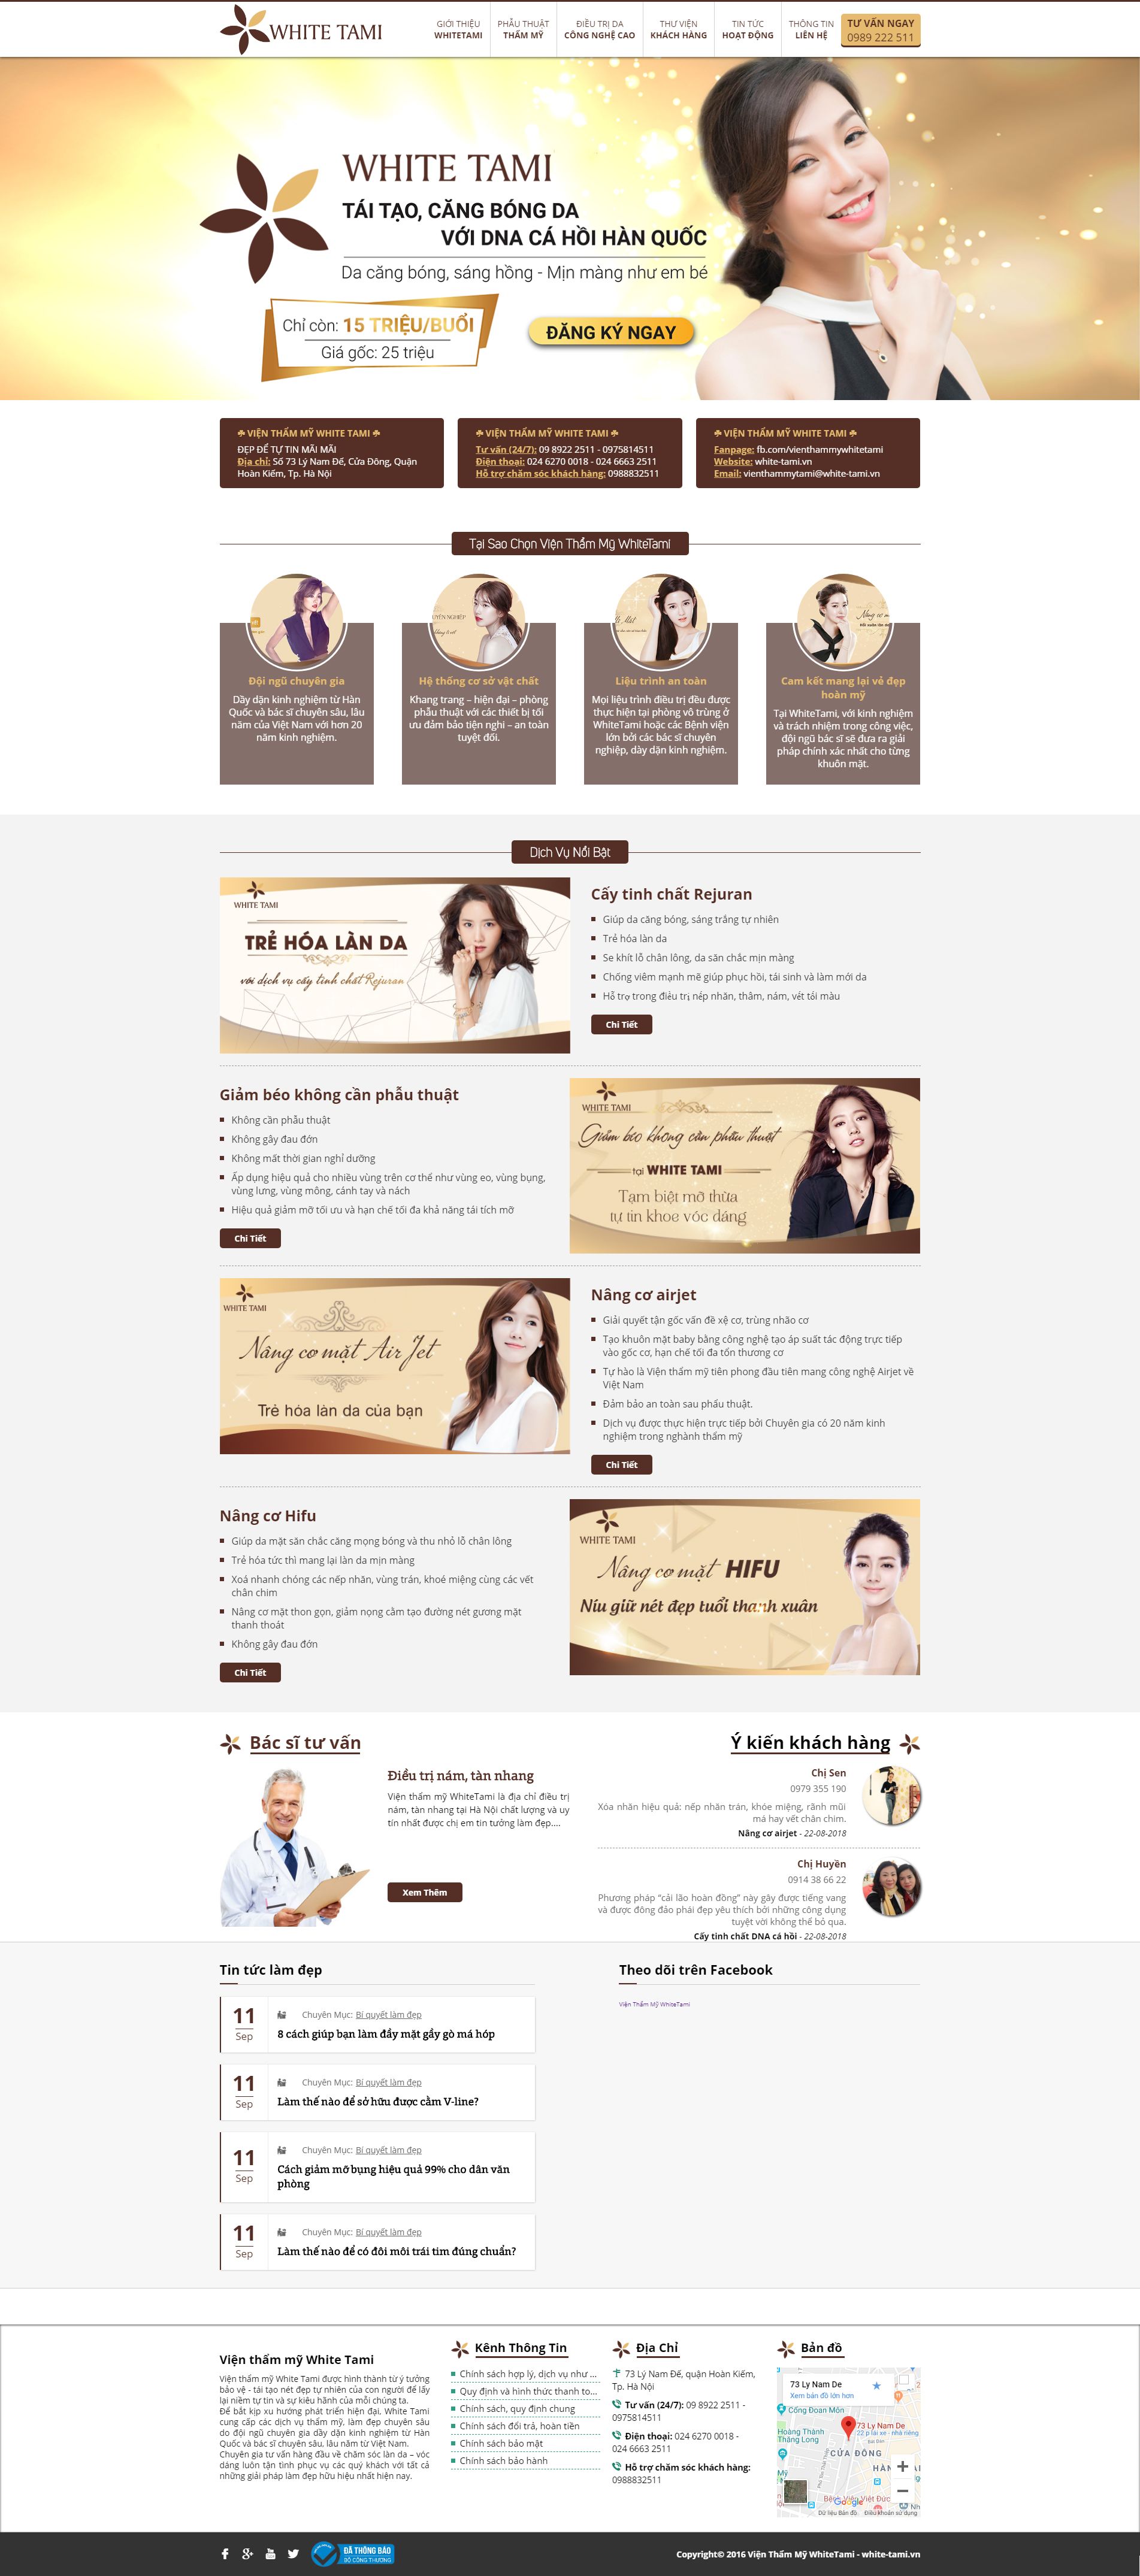 WHITE TAMI
GIỚI THIỆU
WHITETAMI
PHẪU THUẬT
THẨM MỸ
ĐIỀU TRỊ DA
CÔNG NGHỆ CAO
THƯ VIỆN
KHÁCH HÀNG
TIN TỨC
HOẠT ĐỘNG
THÔNG TIN
LIÊN HỆ
TƯ VẤN NGAY
0989 222 511
WHITE TAMI
TÁI TẠO, CĂNG BÓNG DA
VỚI DNA CÁ HỒI HÀN QUỐC
Da căng bóng, sáng hồng - Mịn màng như em bé
Chỉ còn: 15 TRIỆU/BUỔI
Giá gốc: 25 triệu
ĐĂNG KÝ NGAY
VIỆN THẨM MỸ WHITE TAMI
ĐẸP ĐỂ TỰ TIN MÃI MÃI
Địa chỉ: Số 73 Lý Nam Đế, Cửa Đông, Quận
Hoàn Kiếm, Tp. Hà Nội
VIỆN THẨM MỸ WHITE TAMI
Tư vấn (24/7): 09 8922 2511 - 0975814511
Điện thoại: 024 6270 0018 - 024 6663 2511
Hỗ trợ chăm sóc khách hàng: 0988832511
VIỆN THẨM MỸ WHITE TAMI
Fanpage: fb.com/vienthammywhitetami
Website: white-tami.vn
Email: vienthammytami@white-tami.vn
Tại Sao Chọn Viện Thẩm Mỹ WhiteTami
Đội ngũ chuyên gia
Dầy dặn kinh nghiệm từ Hàn
Quốc và bác sĩ chuyên sâu, lâu
năm của Việt Nam với hơn 20
năm kinh nghiệm.
Hệ thống cơ sở vật chất
Khang trang – hiện đại – phòng
phẫu thuật với các thiết bị tối
ưu đảm bảo tiện nghi – an toàn
tuyệt đối.
Liệu trình an toàn
Mọi liệu trình điều trị đều được
thực hiện tại phòng vô trùng ở
WhiteTami hoặc các Bệnh viện
lớn bởi các bác sĩ chuyên
nghiệp, dày dặn kinh nghiệm.
Cam kết mang lại vẻ đẹp
hoàn mỹ
Tại WhiteTami, với kinh nghiệm
và trách nhiệm trong công việc,
đội ngũ bác sĩ sẽ đưa ra giải
pháp chính xác nhất cho từng
khuôn mặt.
Dịch Vụ Nổi Bật
WHITE TAMI
TRẺ HÓA LÀN DA
với dịch vụ cấy tinh chất Rejuran
Cấy tinh chất Rejuran
Giúp da căng bóng, sáng trắng tự nhiên
Trẻ hóa làn da
Se khít lỗ chân lông, da săn chắc mịn màng
Chống viêm mạnh mẽ giúp phục hồi, tái sinh và làm mới da
Hỗ trợ trong điều trị nếp nhăn, thâm, nám, vết tối màu
Chi Tiết
Giảm béo không cần phẫu thuật
Không cần phẫu thuật
Không gây đau đớn
Không mất thời gian nghỉ dưỡng
Áp dụng hiệu quả cho nhiều vùng trên cơ thể như vùng eo, vùng bụng,
vùng lưng, vùng mông, cánh tay và nách
Hiệu quả giảm mỡ tối ưu và hạn chế tối đa khả năng tái tích mỡ
Chi Tiết
WHITE TAMI
Giảm béo không cần phẫu thuật
tại WHITE TAMI
Tạm biệt mỡ thừa
tự tin khoe vóc dáng
WHITE TAMI
Nâng cơ mặt Air Jet
Trẻ hóa làn da của bạn
Nâng cơ airjet
Giải quyết tận gốc vấn đề xệ cơ, trùng nhão cơ
Tạo khuôn mặt baby bằng công nghệ tạo áp suất tác động trực tiếp
vào gốc cơ, hạn chế tối đa tổn thương cơ
Tự hào là Viện thẩm mỹ tiên phong đầu tiên mang công nghệ Airjet về
Việt Nam
Đảm bảo an toàn sau phẩu thuật.
Dịch vụ được thực hiện trực tiếp bởi Chuyên gia có 20 năm kinh
nghiệm trong nghành thẩm mỹ
Chi Tiết
Nâng cơ Hifu
Giúp da mặt săn chắc căng mọng bóng và thu nhỏ lỗ chân lông
Trẻ hóa tức thì mang lại làn da mịn màng
Xoá nhanh chóng các nếp nhăn, vùng trán, khoé miệng cùng các vết
chân chim
Nâng cơ mặt thon gọn, giảm nọng cằm tạo đường nét gương mặt
thanh thoát
Không gây đau đớn
Chi Tiết
WHITE TAMI
Nâng cơ mặt HIFU
Níu giữ nét đẹp tuổi thanh xuân
Bác sĩ tư vấn
Điều trị nám, tàn nhang
Viện thẩm mỹ WhiteTami là địa chỉ điều trị
nám, tàn nhang tại Hà Nội chất lượng và uy
tín nhất được chị em tin tưởng làm đẹp....
Xem Thêm
Ý kiến khách hàng
Chị Sen
0979 355 190
Xóa nhăn hiệu quả: nếp nhăn trán, khóe miệng, rãnh mũi
má hay vết chân chim.
Nâng cơ airjet - 22-08-2018
Chị Huyền
0914 38 66 22
Phương pháp “cải lão hoàn đồng” này gây được tiếng vang
và được đông đảo phái đẹp yêu thích bởi những công dụng
tuyệt vời không thể bỏ qua.
Cấy tinh chất DNA cá hồi - 22-08-2018
Tin tức làm đẹp
11
Sep
Chuyên Mục: Bí quyết làm đẹp
8 cách giúp bạn làm đầy mặt gầy gò má hóp
11
Sep
Chuyên Mục: Bí quyết làm đẹp
Làm thế nào để sở hữu được cằm V-line?
11
Sep
Chuyên Mục: Bí quyết làm đẹp
Cách giảm mỡ bụng hiệu quả 99% cho dân văn
phòng
11
Sep
Chuyên Mục: Bí quyết làm đẹp
Làm thế nào để có đôi môi trái tim đúng chuẩn?
Theo dõi trên Facebook
Viện Thẩm Mỹ WhiteTami
Viện thẩm mỹ White Tami
Viện thẩm mỹ White Tami được hình thành từ ý tưởng
bảo vệ - tái tạo nét đẹp tự nhiên của con người để lấy
lại niềm tự tin và sự kiêu hãnh của mỗi chúng ta.
Để bắt kịp xu hướng phát triển hiện đại, White Tami
cung cấp các dịch vụ thẩm mỹ, làm đẹp chuyên sâu
do đội ngũ chuyên gia dầy dặn kinh nghiệm từ Hàn
Quốc và bác sĩ chuyên sâu, lâu năm từ Việt Nam.
Chuyên gia tư vấn hàng đầu về chăm sóc làn da – vóc
dáng luôn tận tình phục vụ các quý khách với tất cả
những giải pháp làm đẹp hữu hiệu nhất hiện nay.
Kênh Thông Tin
Chính sách hợp lý, dịch vụ như ...
Quy định và hình thức thanh to...
Chính sách, quy định chung
Chính sách đổi trả, hoàn tiền
Chính sách bảo mật
Chính sách bảo hành
Địa Chỉ
73 Lý Nam Đế, quận Hoàn Kiếm,
Tp. Hà Nội
Tư vấn (24/7): 09 8922 2511 -
0975814511
Điện thoại: 024 6270 0018 -
024 6663 2511
Hỗ trợ chăm sóc khách hàng:
0988832511
Bản đồ
73 Ly Nam De
Xem bản đồ lớn hơn
Cổng Đoan Môn
Hoàng Thành
Thăng Long
73 Ly Nam De
22 p lai xe - nhà riêng
CỬA ĐÔNG
Bệnh Viện Việt Đức
Google
Dữ liệu Bản đồ
Điều khoản sử dụng
ĐÃ THÔNG BÁO
BỘ CÔNG THƯƠNG
Copyright© 2016 Viện Thẩm Mỹ WhiteTami - white-tami.vn